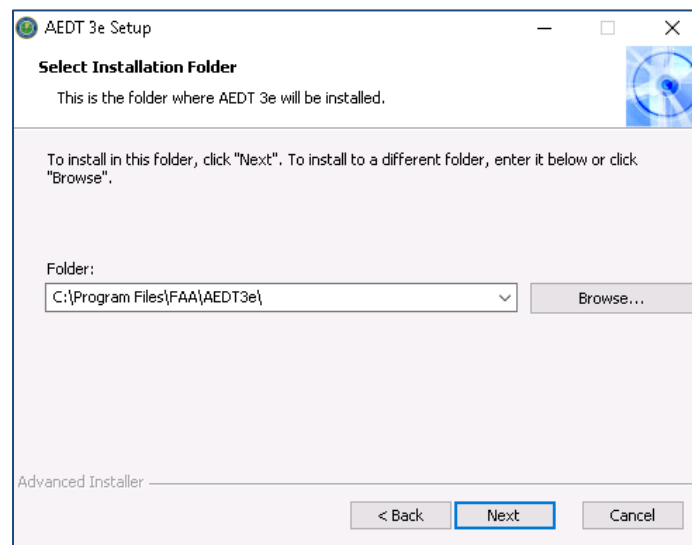 AEDT 3e Setup
Select Installation Folder
This is the folder where AEDT 3e will be installed.
To install in this folder, click "Next". To install to a different folder, enter it below or click
"Browse".
Folder:
C:\Program Files\FAA\AEDT3e\
Browse...
Advanced Installer
< Back
Next
Cancel